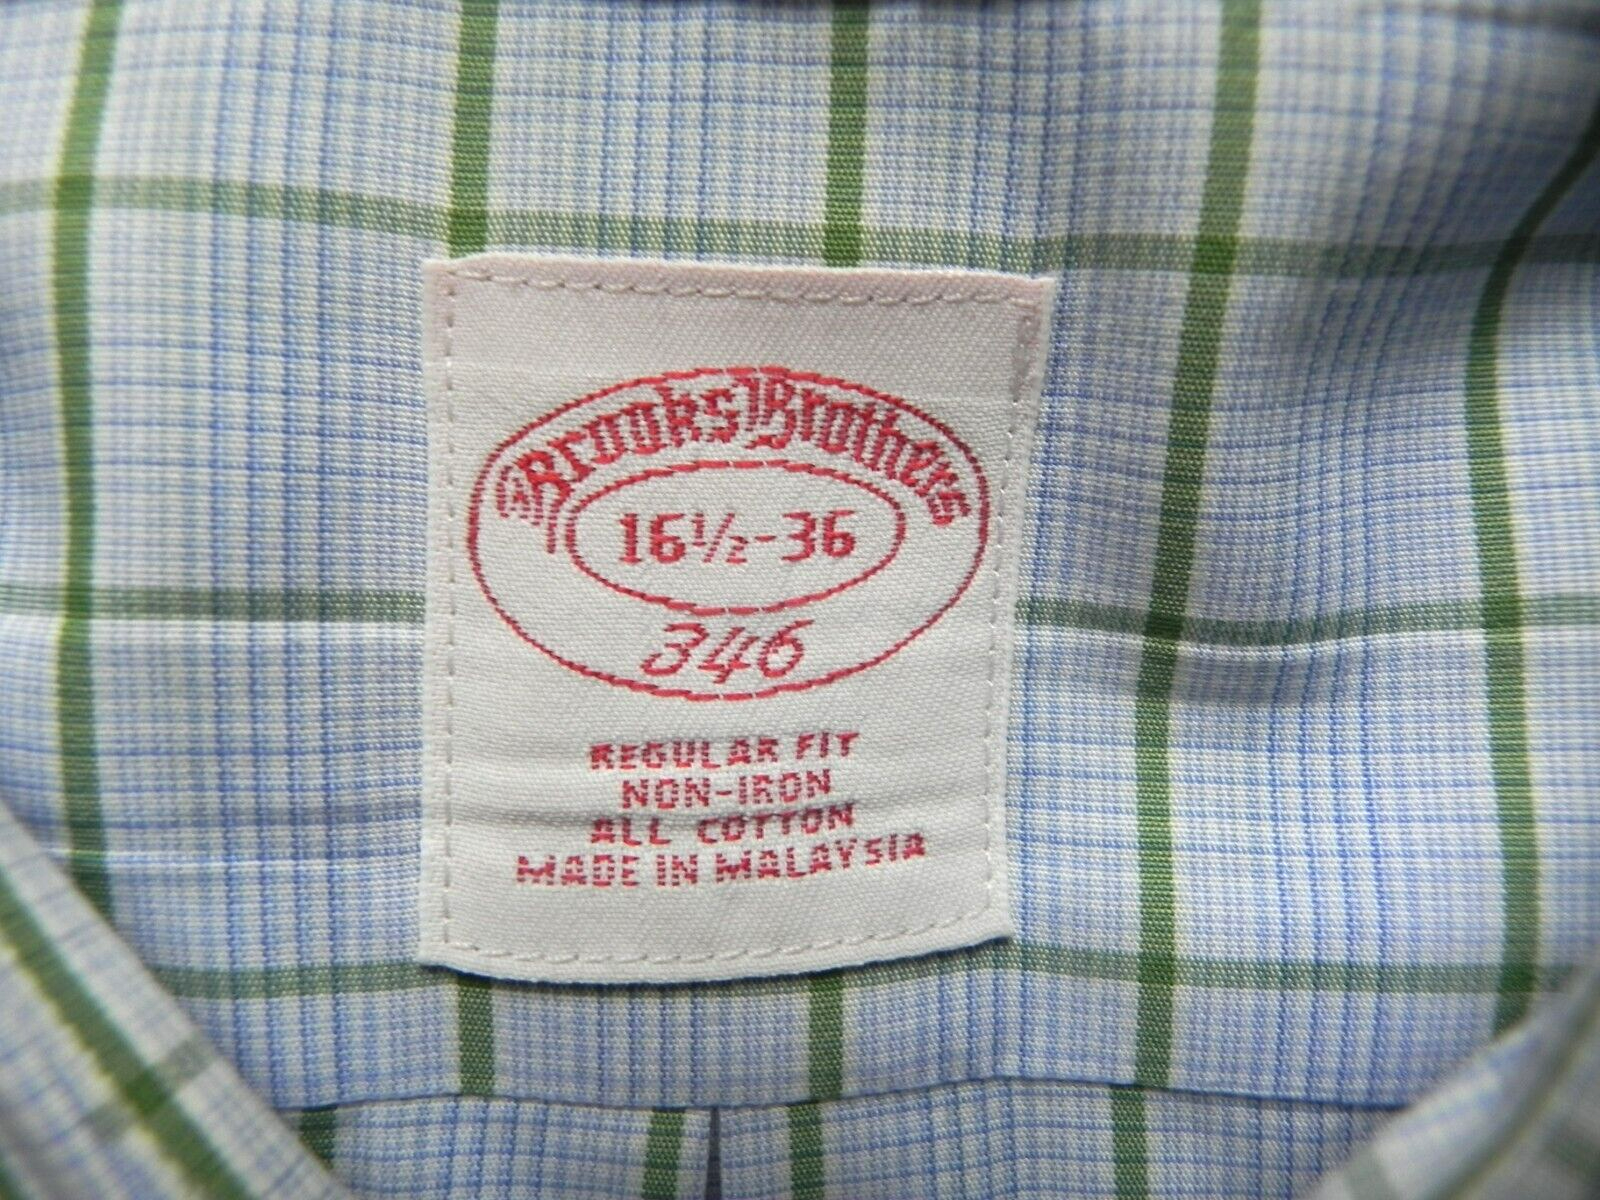 Brooks Brothers
16½-36
346
REGULAR FIT
NON-IRON
ALL COTTON
MADE IN MALAYSIA